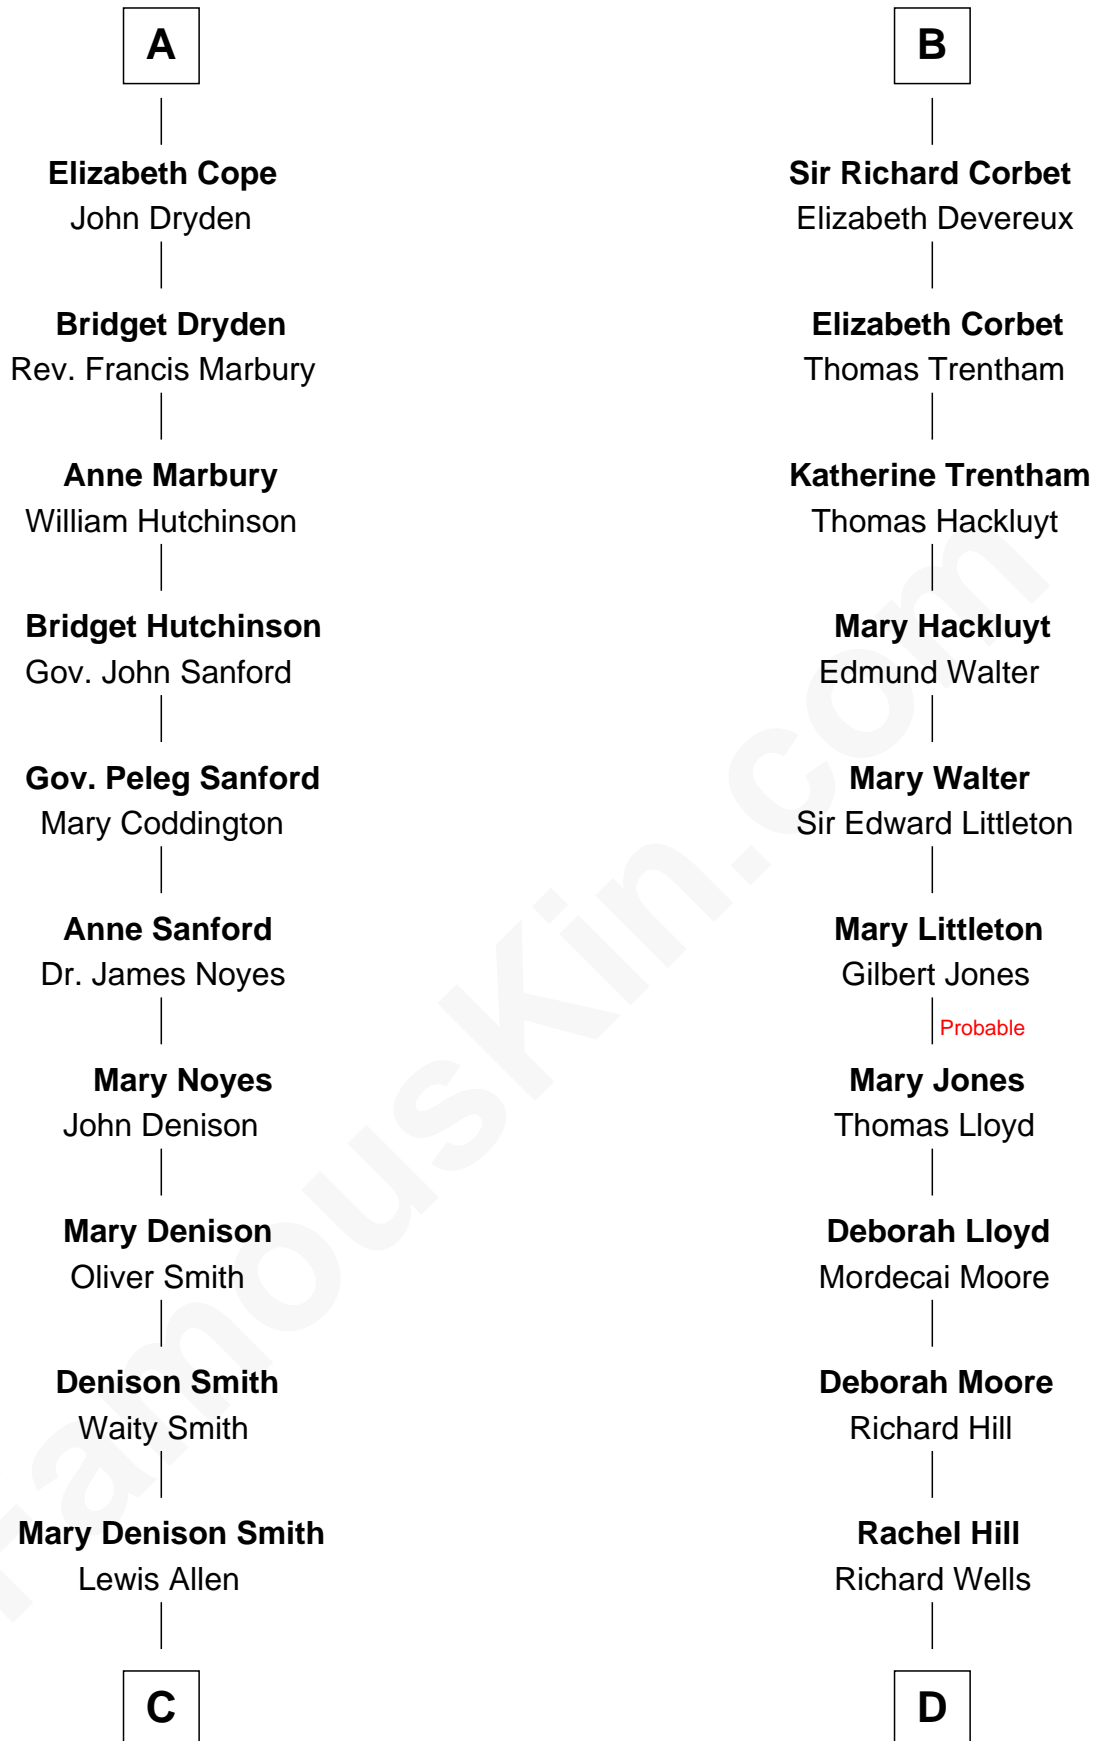 A
Elizabeth Cope
John Dryden
Bridget Dryden
Rev. Francis Marbury
Anne Marbury
William Hutchinson
Bridget Hutchinson
Gov. John Sanford
Gov. Peleg Sanford
Mary Coddington
Anne Sanford
Dr. James Noyes
Mary Noyes
John Denison
Mary Denison
Oliver Smith
Denison Smith
Waity Smith
Mary Denison Smith
Lewis Allen
C
B
Sir Richard Corbet
Elizabeth Devereux
Elizabeth Corbet
Thomas Trentham
Katherine Trentham
Thomas Hackluyt
Mary Hackluyt
Edmund Walter
Mary Walter
Sir Edward Littleton
Mary Littleton
Gilbert Jones
Probable
Mary Jones
Thomas Lloyd
Deborah Lloyd
Mordecai Moore
Deborah Moore
Richard Hill
Rachel Hill
Richard Wells
D
FamousKin.com